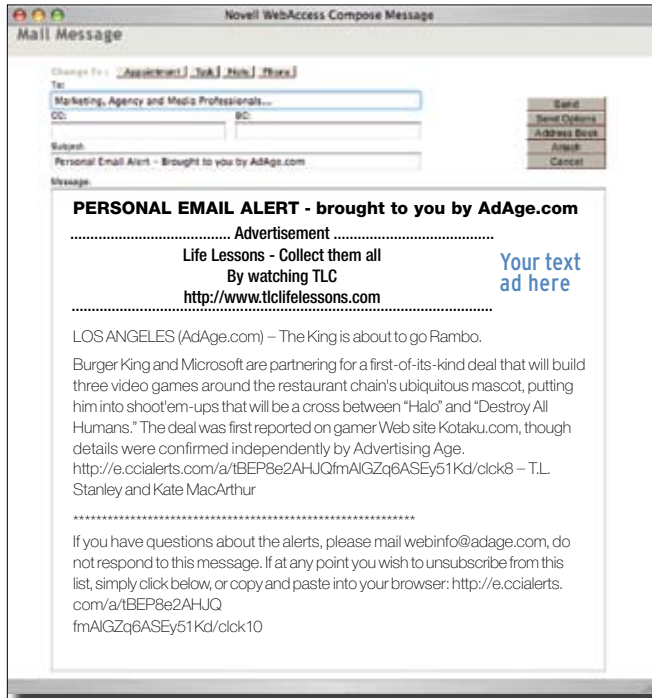 Novell WebAccess Compose Message
Mail Message
Change To: Appointment Task Note Phone
To:
Marketing, Agency and Media Professionals...
CC: BC:
Subject:
Personal Email Alert - Brought to you by AdAge.com
Message:
Send
Send Options
Address Book
Attach
Cancel
PERSONAL EMAIL ALERT - brought to you by AdAge.com
........................................ Advertisement ........................................
Life Lessons - Collect them all
By watching TLC
http://www.tlclifelessons.com
.........................................................................................................
Your text
ad here
LOS ANGELES (AdAge.com) – The King is about to go Rambo.
Burger King and Microsoft are partnering for a first-of-its-kind deal that will build
three video games around the restaurant chain's ubiquitous mascot, putting
him into shoot'em-ups that will be a cross between “Halo” and “Destroy All
Humans.” The deal was first reported on gamer Web site Kotaku.com, though
details were confirmed independently by Advertising Age.
http://e.ccialerts.com/a/tBEP8e2AHJQfmAlGZq6ASEy51Kd/clck8 – T.L.
Stanley and Kate MacArthur
************************************************************
If you have questions about the alerts, please mail webinfo@adage.com, do
not respond to this message. If at any point you wish to unsubscribe from this
list, simply click below, or copy and paste into your browser: http://e.ccialerts.
com/a/tBEP8e2AHJQ
fmAlGZq6ASEy51Kd/clck10